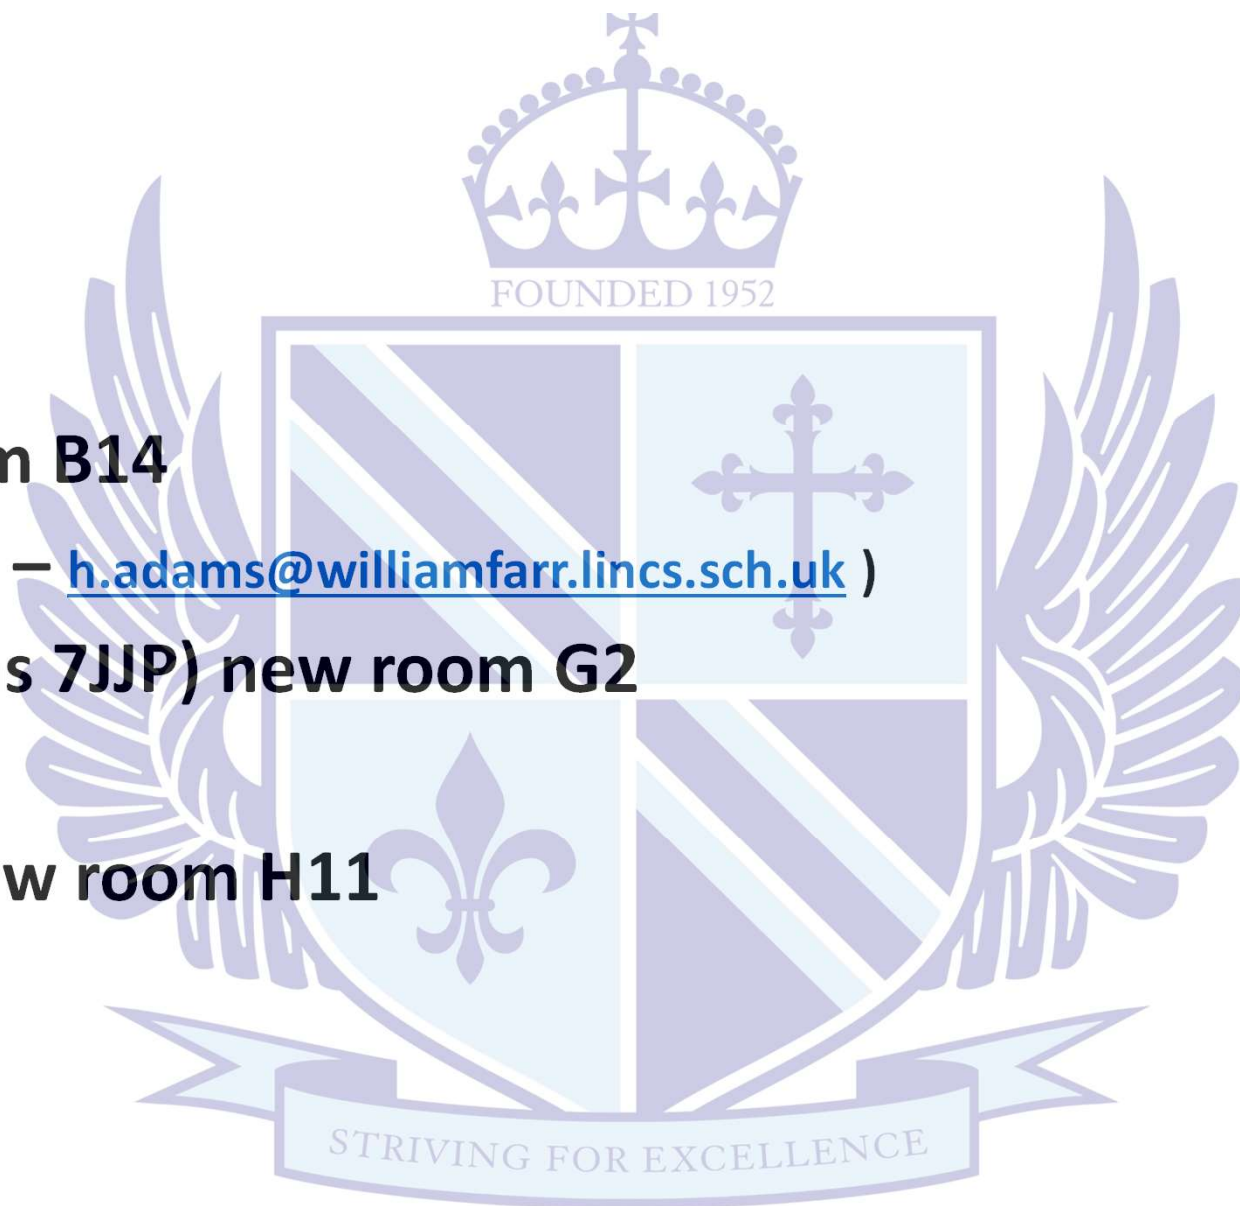 FOUNDED 1952
m B14
– h.adams@williamfarr.lincs.sch.uk )
s 7JJP) new room G2
w room H11
STRIVING FOR EXCELLENCE